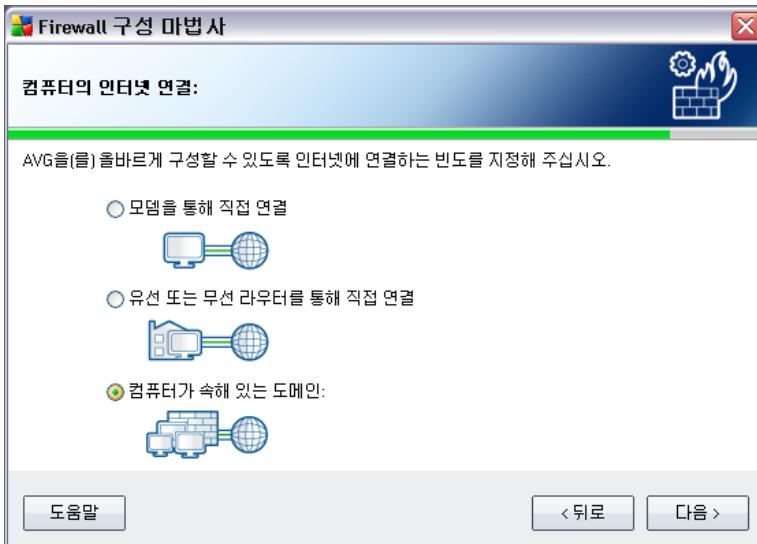 Firewall 구성 마법사
컴퓨터의 인터넷 연결:
AVG을(를) 올바르게 구성할 수 있도록 인터넷에 연결하는 빈도를 지정해 주십시오.
모뎀을 통해 직접 연결
유선 또는 무선 라우터를 통해 직접 연결
컴퓨터가 속해 있는 도메인:
도움말
< 뒤로
다음 >